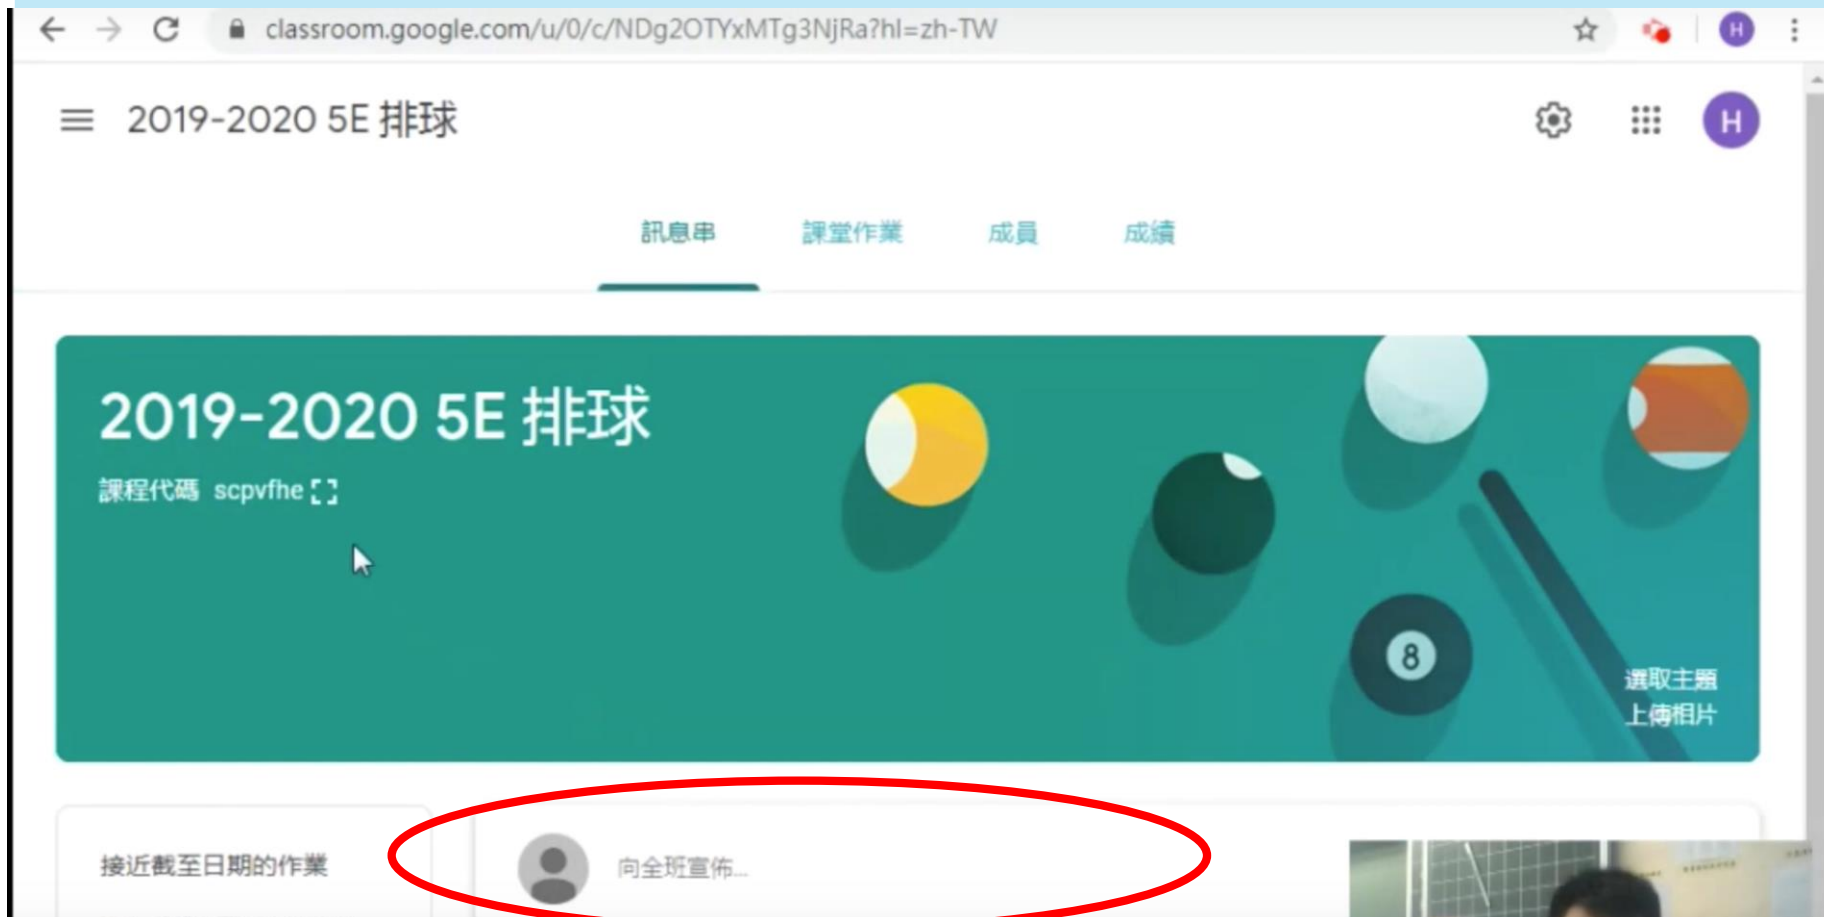 classroom.google.com/u/0/c/NDg2OTYxMTg3NjRa?hl=zh-TW
H
2019-2020 5E 排球
H
訊息串 課堂作業 成員 成績
2019-2020 5E 排球
課程代碼 scpvfhe
8
選取主題
上傳相片
接近截至日期的作業
向全班宣佈...